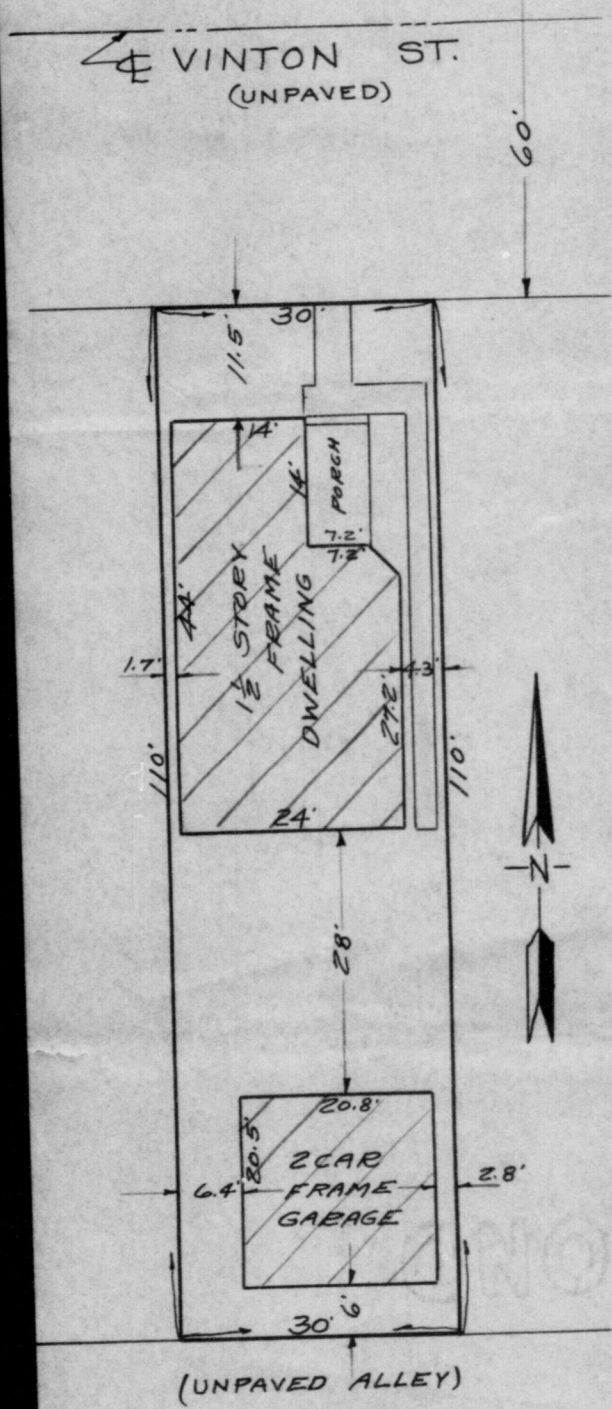 ℄ VINTON ST.
(UNPAVED)
60'
30'
11.5'
14'
14'
PORCH
7.2'
7.2'
44'
1½ STORY
FRAME
DWELLING
1.7'
4.3'
27.2'
110'
110'
24'
-N-
28'
20.8'
20.5'
2 CAR
FRAME
GARAGE
6.4'
2.8'
6'
30'
(UNPAVED ALLEY)